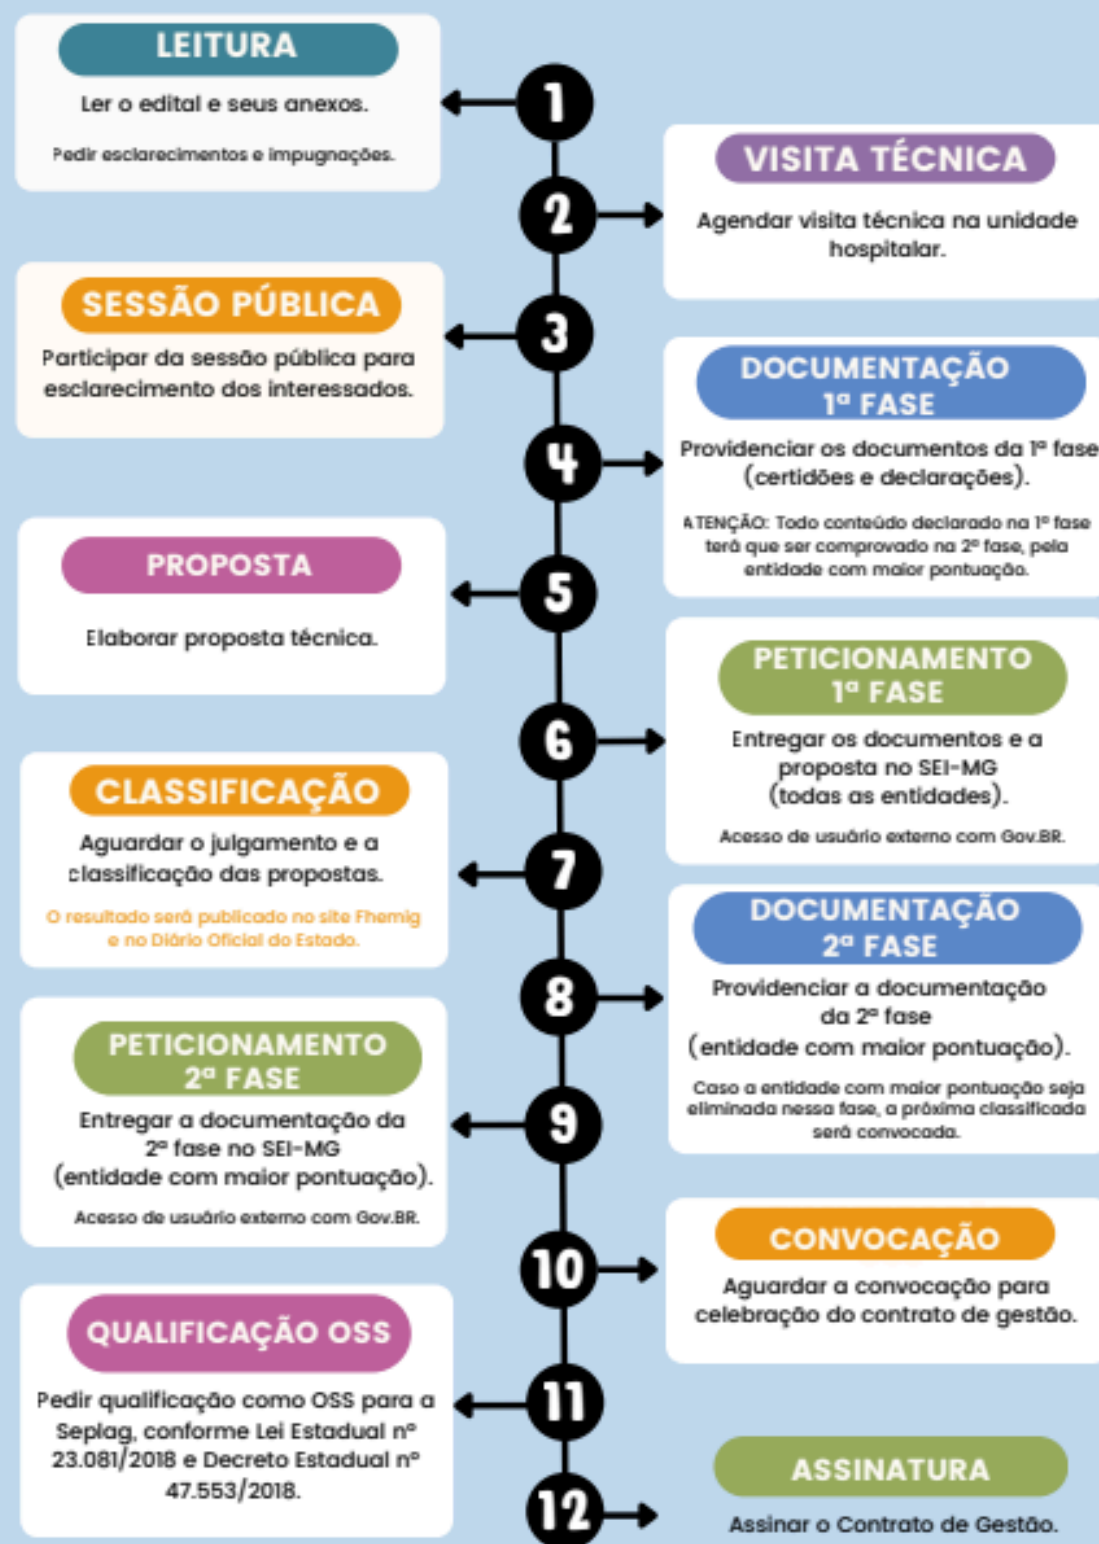 LEITURA
Ler o edital e seus anexos.
Pedir esclarecimentos e impugnações.
1
2
VISITA TÉCNICA
Agendar visita técnica na unidade
hospitalar.
SESSÃO PÚBLICA
Participar da sessão pública para
esclarecimento dos interessados.
3
4
DOCUMENTAÇÃO
1ª FASE
Providenciar os documentos da 1ª fase
(certidões e declarações).
ATENÇÃO: Todo conteúdo declarado na 1ª fase
terá que ser comprovado na 2ª fase, pela
entidade com maior pontuação.
PROPOSTA
Elaborar proposta técnica.
5
6
PETICIONAMENTO
1ª FASE
Entregar os documentos e a
proposta no SEI-MG
(todas as entidades).
Acesso de usuário externo com Gov.BR.
CLASSIFICAÇÃO
Aguardar o julgamento e a
classificação das propostas.
O resultado será publicado no site Fhemig
e no Diário Oficial do Estado.
7
8
DOCUMENTAÇÃO
2ª FASE
Providenciar a documentação
da 2ª fase
(entidade com maior pontuação).
Caso a entidade com maior pontuação seja
eliminada nessa fase, a próxima classificada
será convocada.
PETICIONAMENTO
2ª FASE
Entregar a documentação da
2ª fase no SEI-MG
(entidade com maior pontuação).
Acesso de usuário externo com Gov.BR.
9
10
CONVOCAÇÃO
Aguardar a convocação para
celebração do contrato de gestão.
QUALIFICAÇÃO OSS
Pedir qualificação como OSS para a
Seplag, conforme Lei Estadual nº
23.081/2018 e Decreto Estadual nº
47.553/2018.
11
12
ASSINATURA
Assinar o Contrato de Gestão.